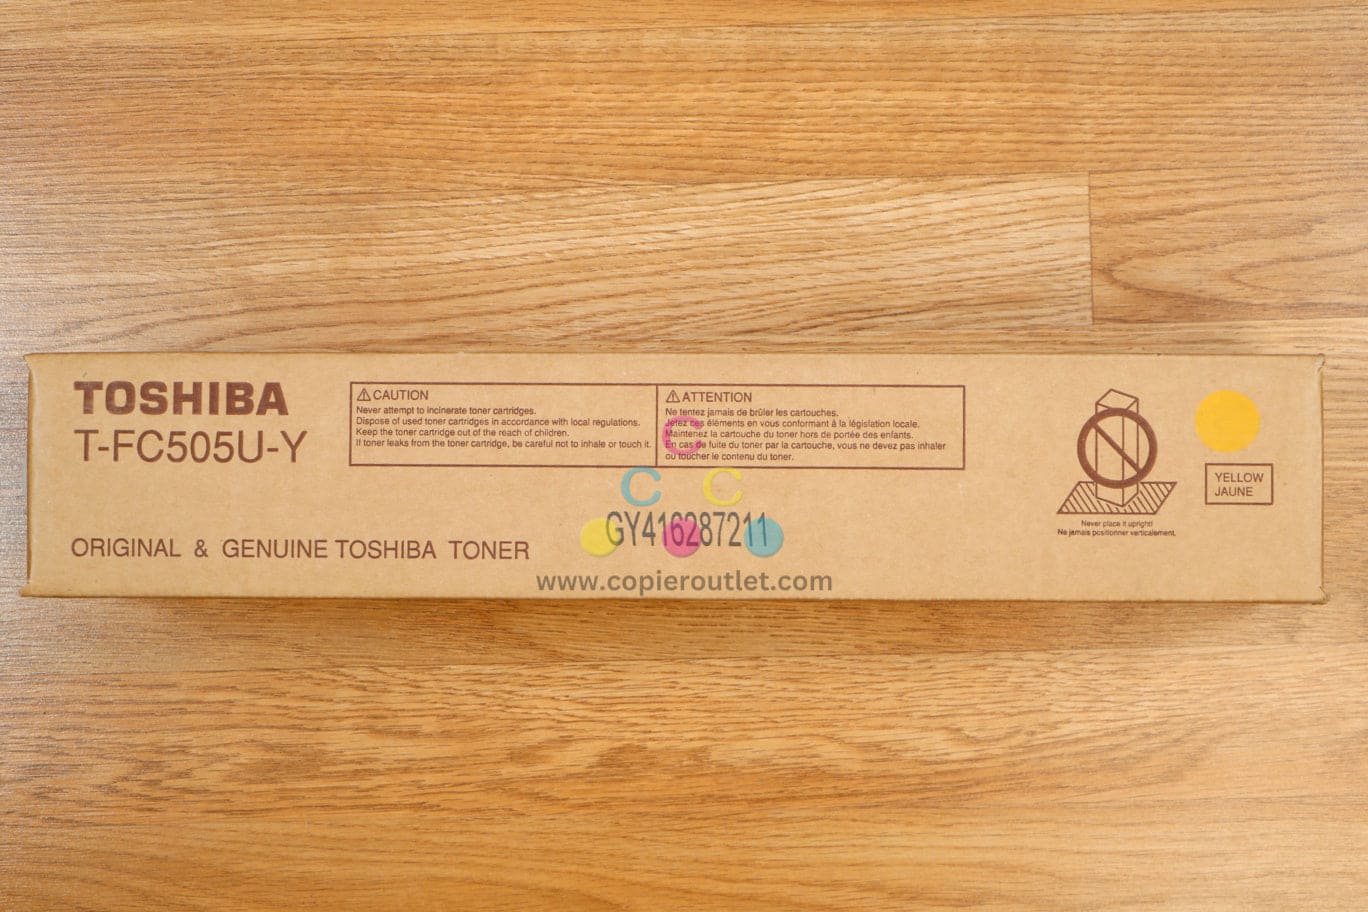 TOSHIBA
T-FC505U-Y
CAUTION
Never attempt to incinerate toner cartridges.
Dispose of used toner cartridges in accordance with local regulations.
Keep the toner cartridge out of the reach of children.
If toner leaks from the toner cartridge, be careful not to inhale or touch it.
ATTENTION
Ne tentez jamais de brûler les cartouches.
Jetez ces éléments en vous conformant à la législation locale.
Maintenez la cartouche du toner hors de portée des enfants.
En cas de fuite du toner par la cartouche, vous ne devez pas inhaler
ou toucher le contenu du toner.
Never place it upright!
Ne jamais positionner verticalement.
YELLOW
JAUNE
C
C C
GY416287211
ORIGINAL & GENUINE TOSHIBA TONER
www.copieroutlet.com